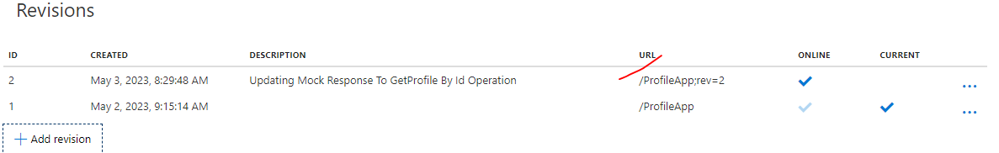 Revisions
ID CREATED DESCRIPTION URL ONLINE CURRENT
2 May 3, 2023, 8:29:48 AM Updating Mock Response To GetProfile By Id Operation /ProfileApp;rev=2
1 May 2, 2023, 9:15:14 AM /ProfileApp
+ Add revision